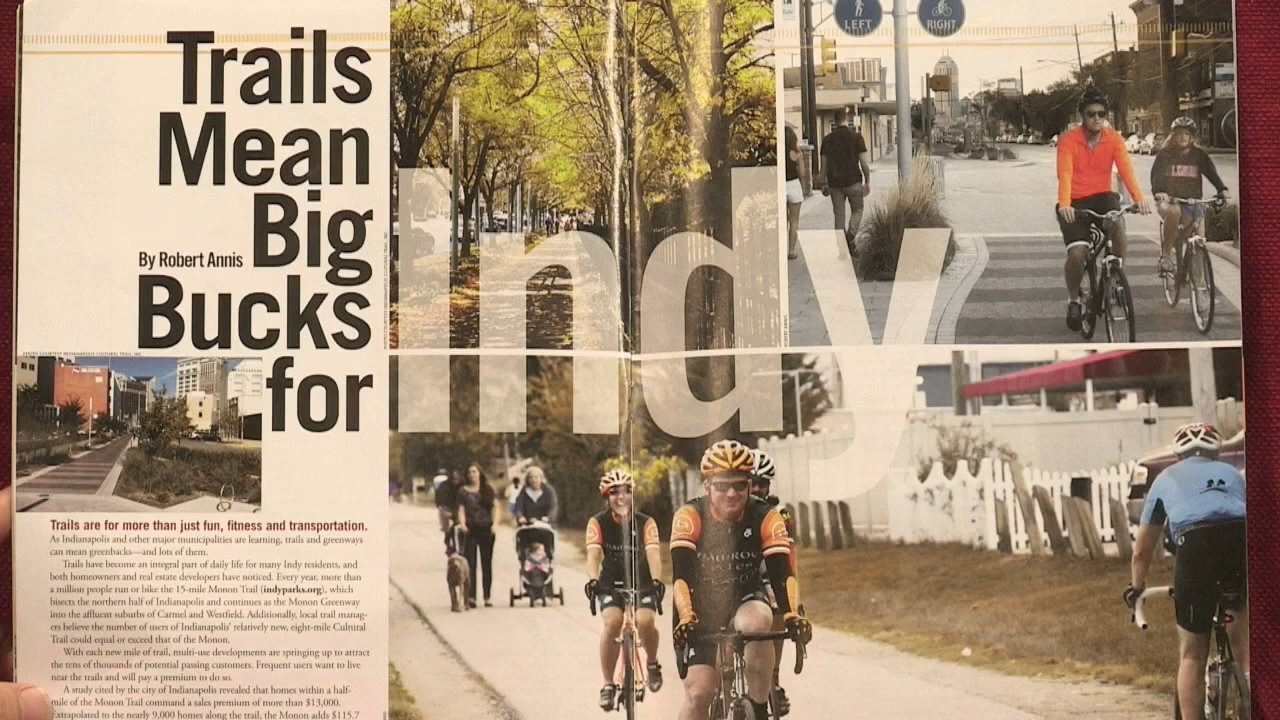 Trails
Mean
Big
By Robert Annis
Bucks
for
Indy
LEFT
RIGHT
PHOTO COURTESY INDIANAPOLIS CULTURAL TRAIL, INC.
Trails are for more than just fun, fitness and transportation.
As Indianapolis and other major municipalities are learning, trails and greenways
can mean greenbacks—and lots of them.
Trails have become an integral part of daily life for many Indy residents, and
both homeowners and real estate developers have noticed. Every year, more than
a million people run or bike the 15-mile Monon Trail (indyparks.org), which
bisects the northern half of Indianapolis and continues as the Monon Greenway
into the affluent suburbs of Carmel and Westfield. Additionally, local trail manag-
ers believe the number of users of Indianapolis' relatively new, eight-mile Cultural
Trail could equal or exceed that of the Monon.
With each new mile of trail, multi-use developments are springing up to attract
the tens of thousands of potential passing customers. Frequent users want to live
near the trails and will pay a premium to do so.
A study cited by the city of Indianapolis revealed that homes within a half-
mile of the Monon Trail command a sales premium of more than $13,000.
Extrapolated to the nearly 9,000 homes along the trail, the Monon adds $115.7